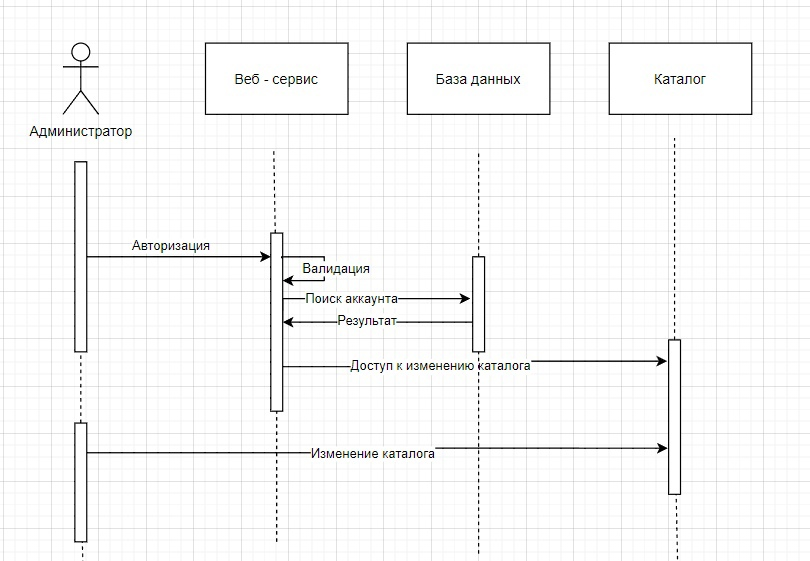 Администратор
Веб - сервис
База данных
Каталог
Авторизация
Валидация
Поиск аккаунта
Результат
Доступ к изменению каталога
Изменение каталога